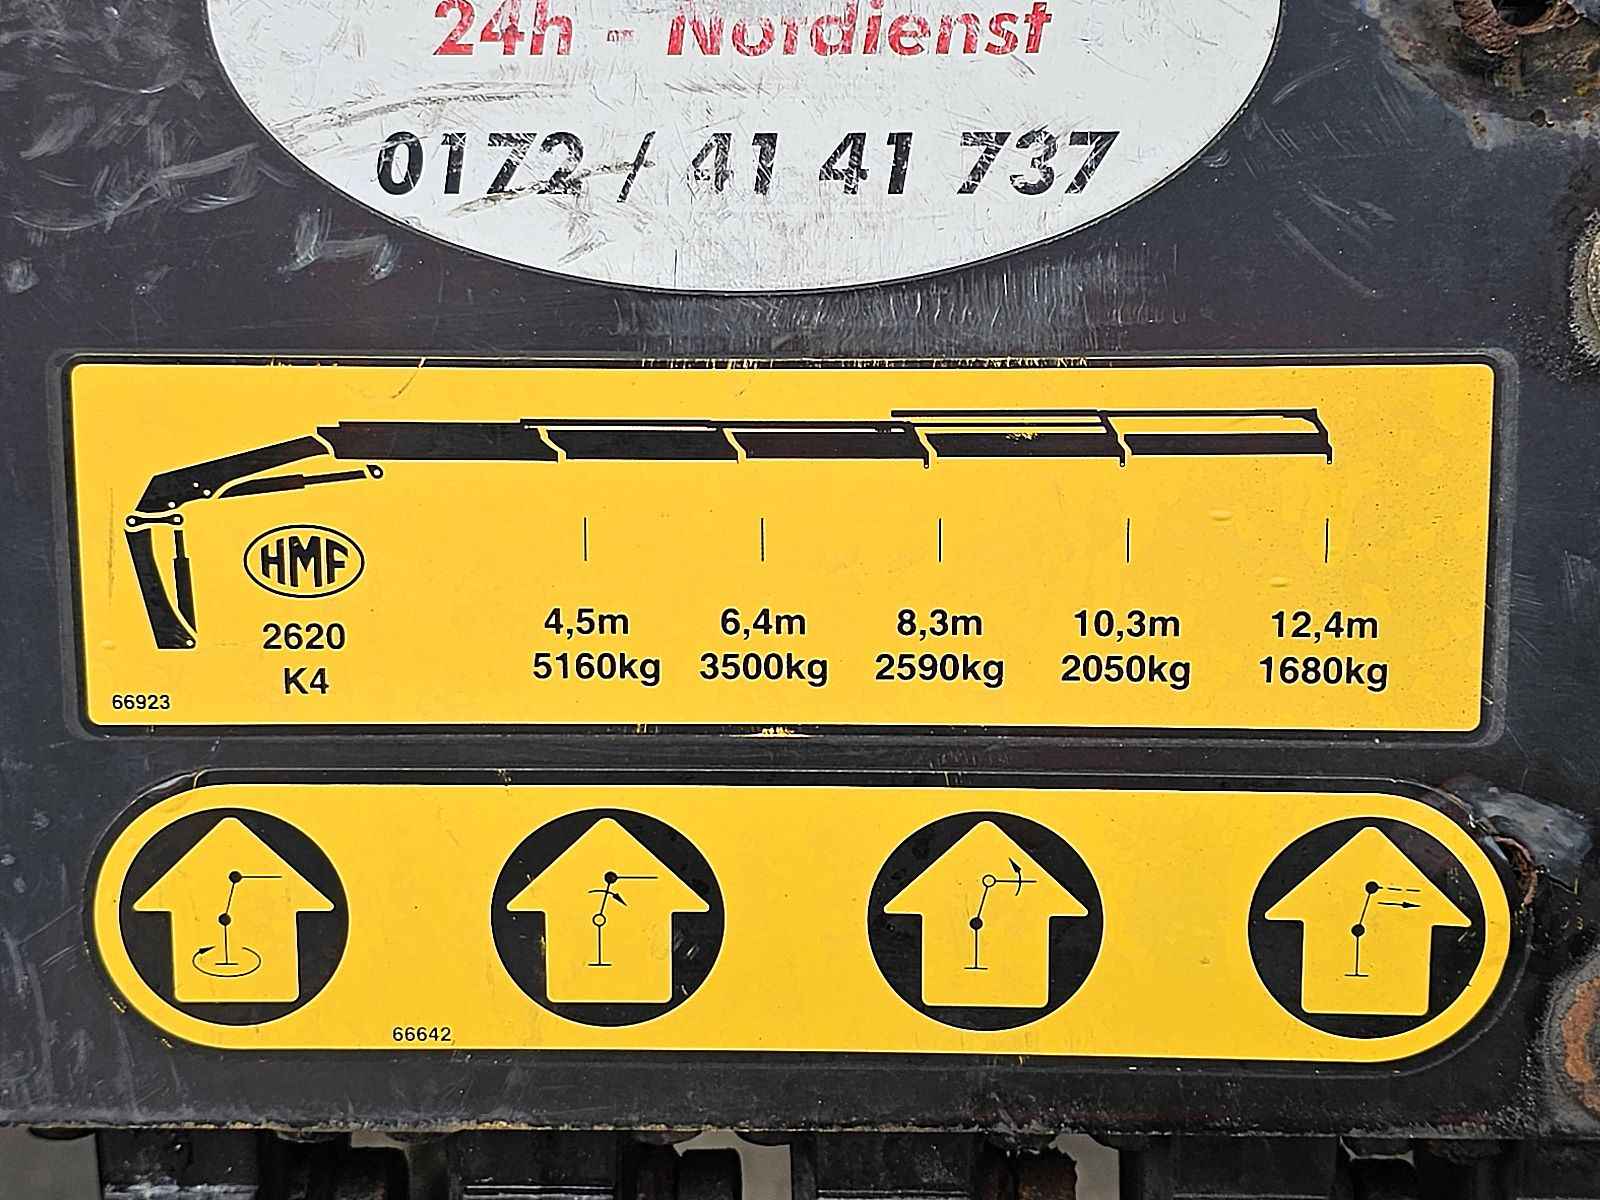 24h - Notdienst
0172 / 41 41 737
HMF
2620
K4
66923
4,5m 6,4m 8,3m 10,3m 12,4m
5160kg 3500kg 2590kg 2050kg 1680kg
66642